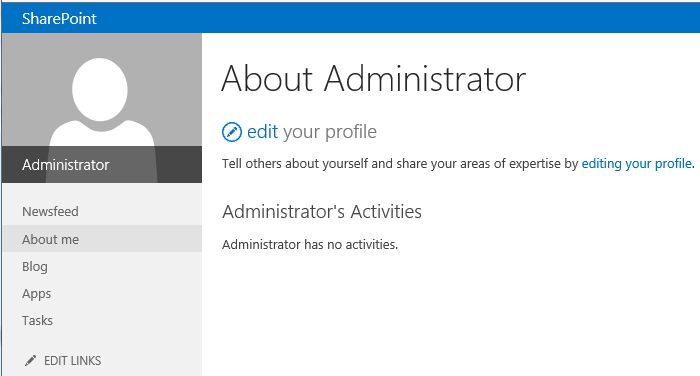 SharePoint
Administrator
Newsfeed
About me
Blog
Apps
Tasks
EDIT LINKS
About Administrator
edit your profile
Tell others about yourself and share your areas of expertise by editing your profile.
Administrator's Activities
Administrator has no activities.